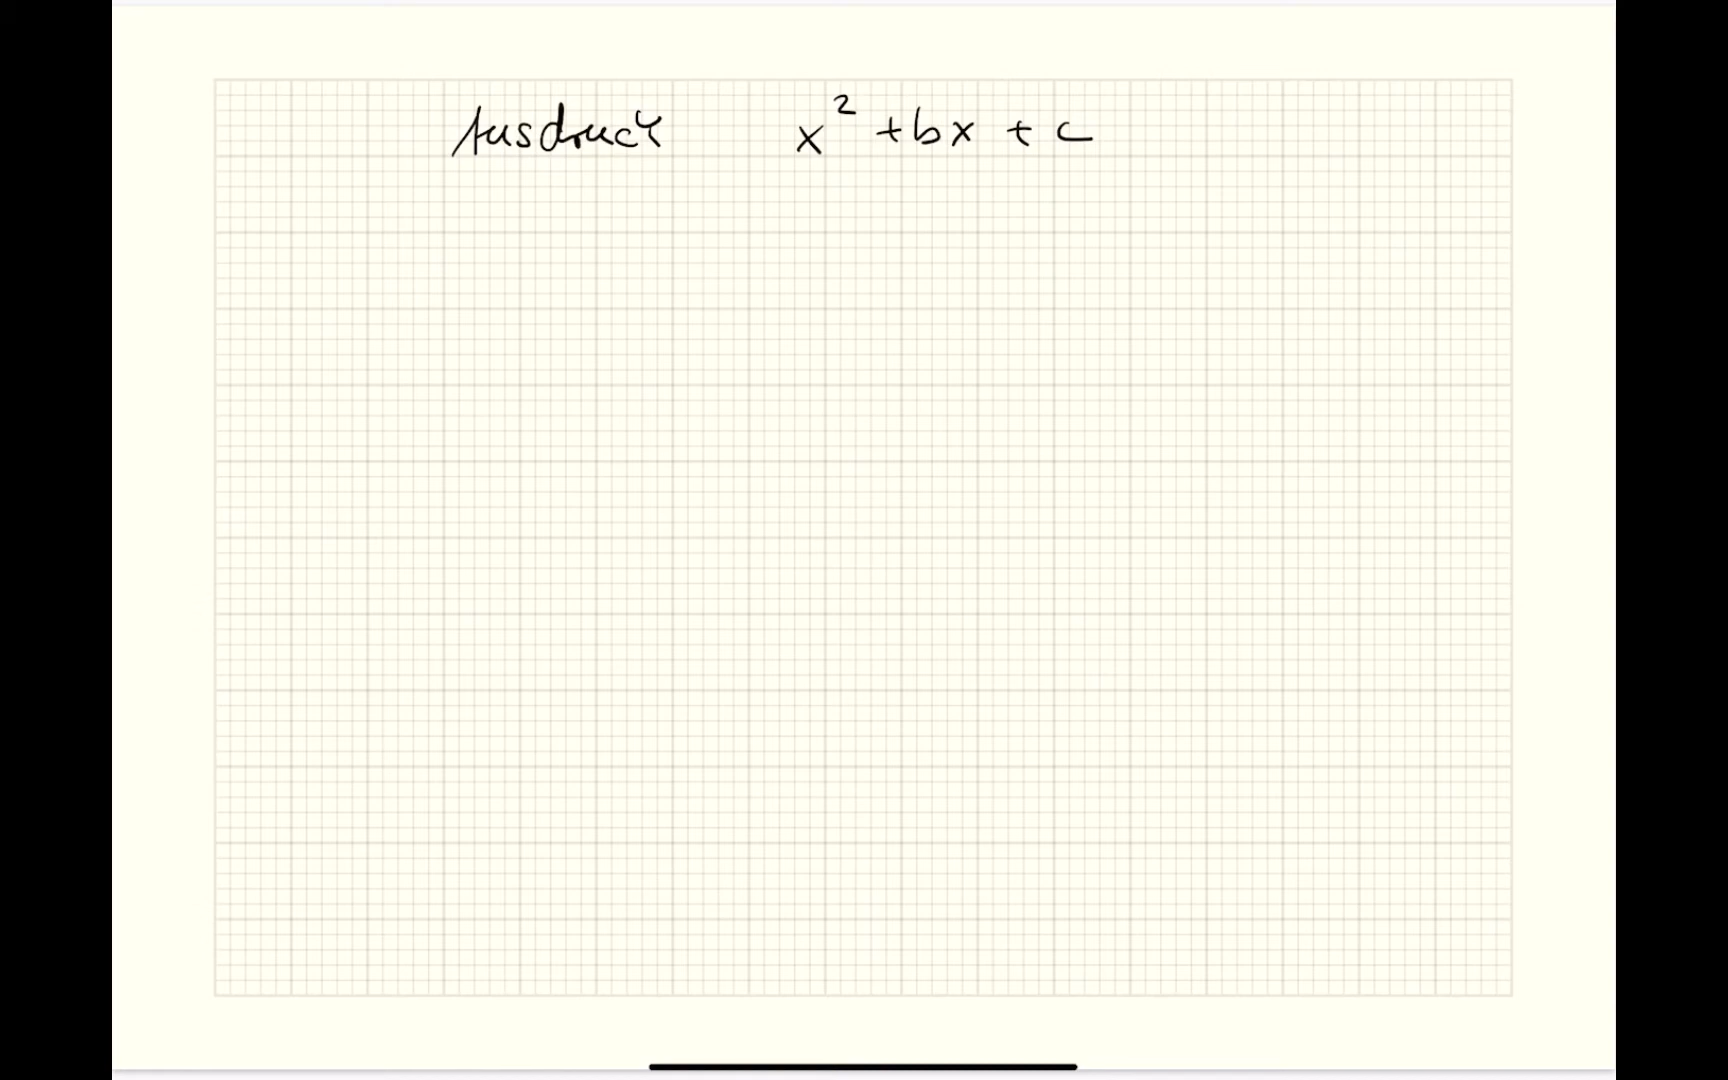 Ausdruck x² + bx + c